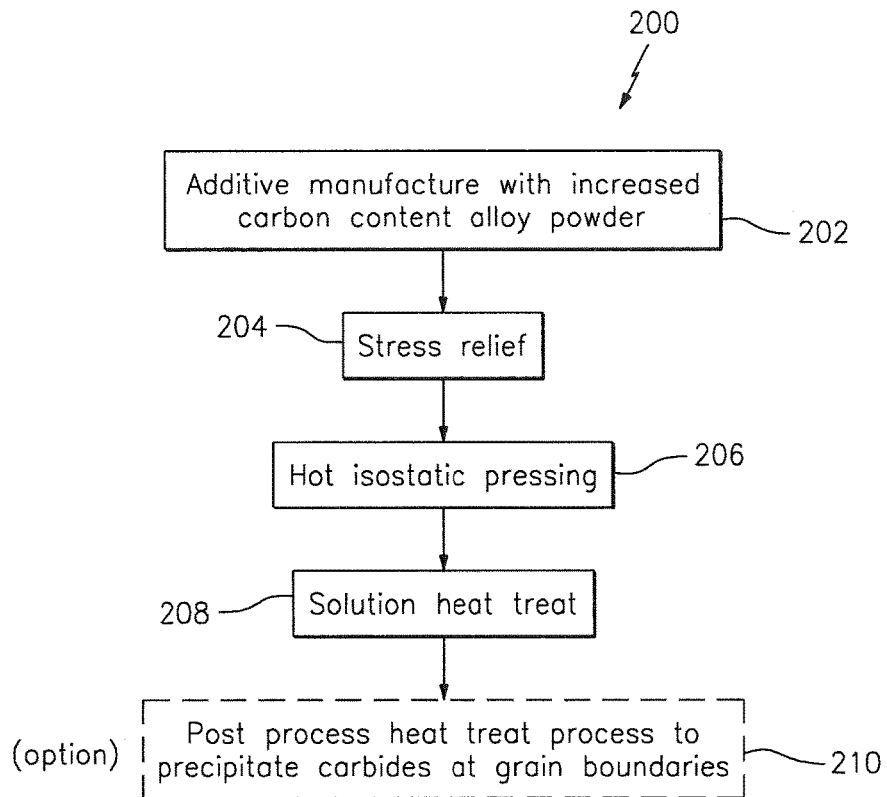 200
Additive manufacture with increased
carbon content alloy powder
202
204
Stress relief
Hot isostatic pressing
206
208
Solution heat treat
(option)
Post process heat treat process to
precipitate carbides at grain boundaries
210